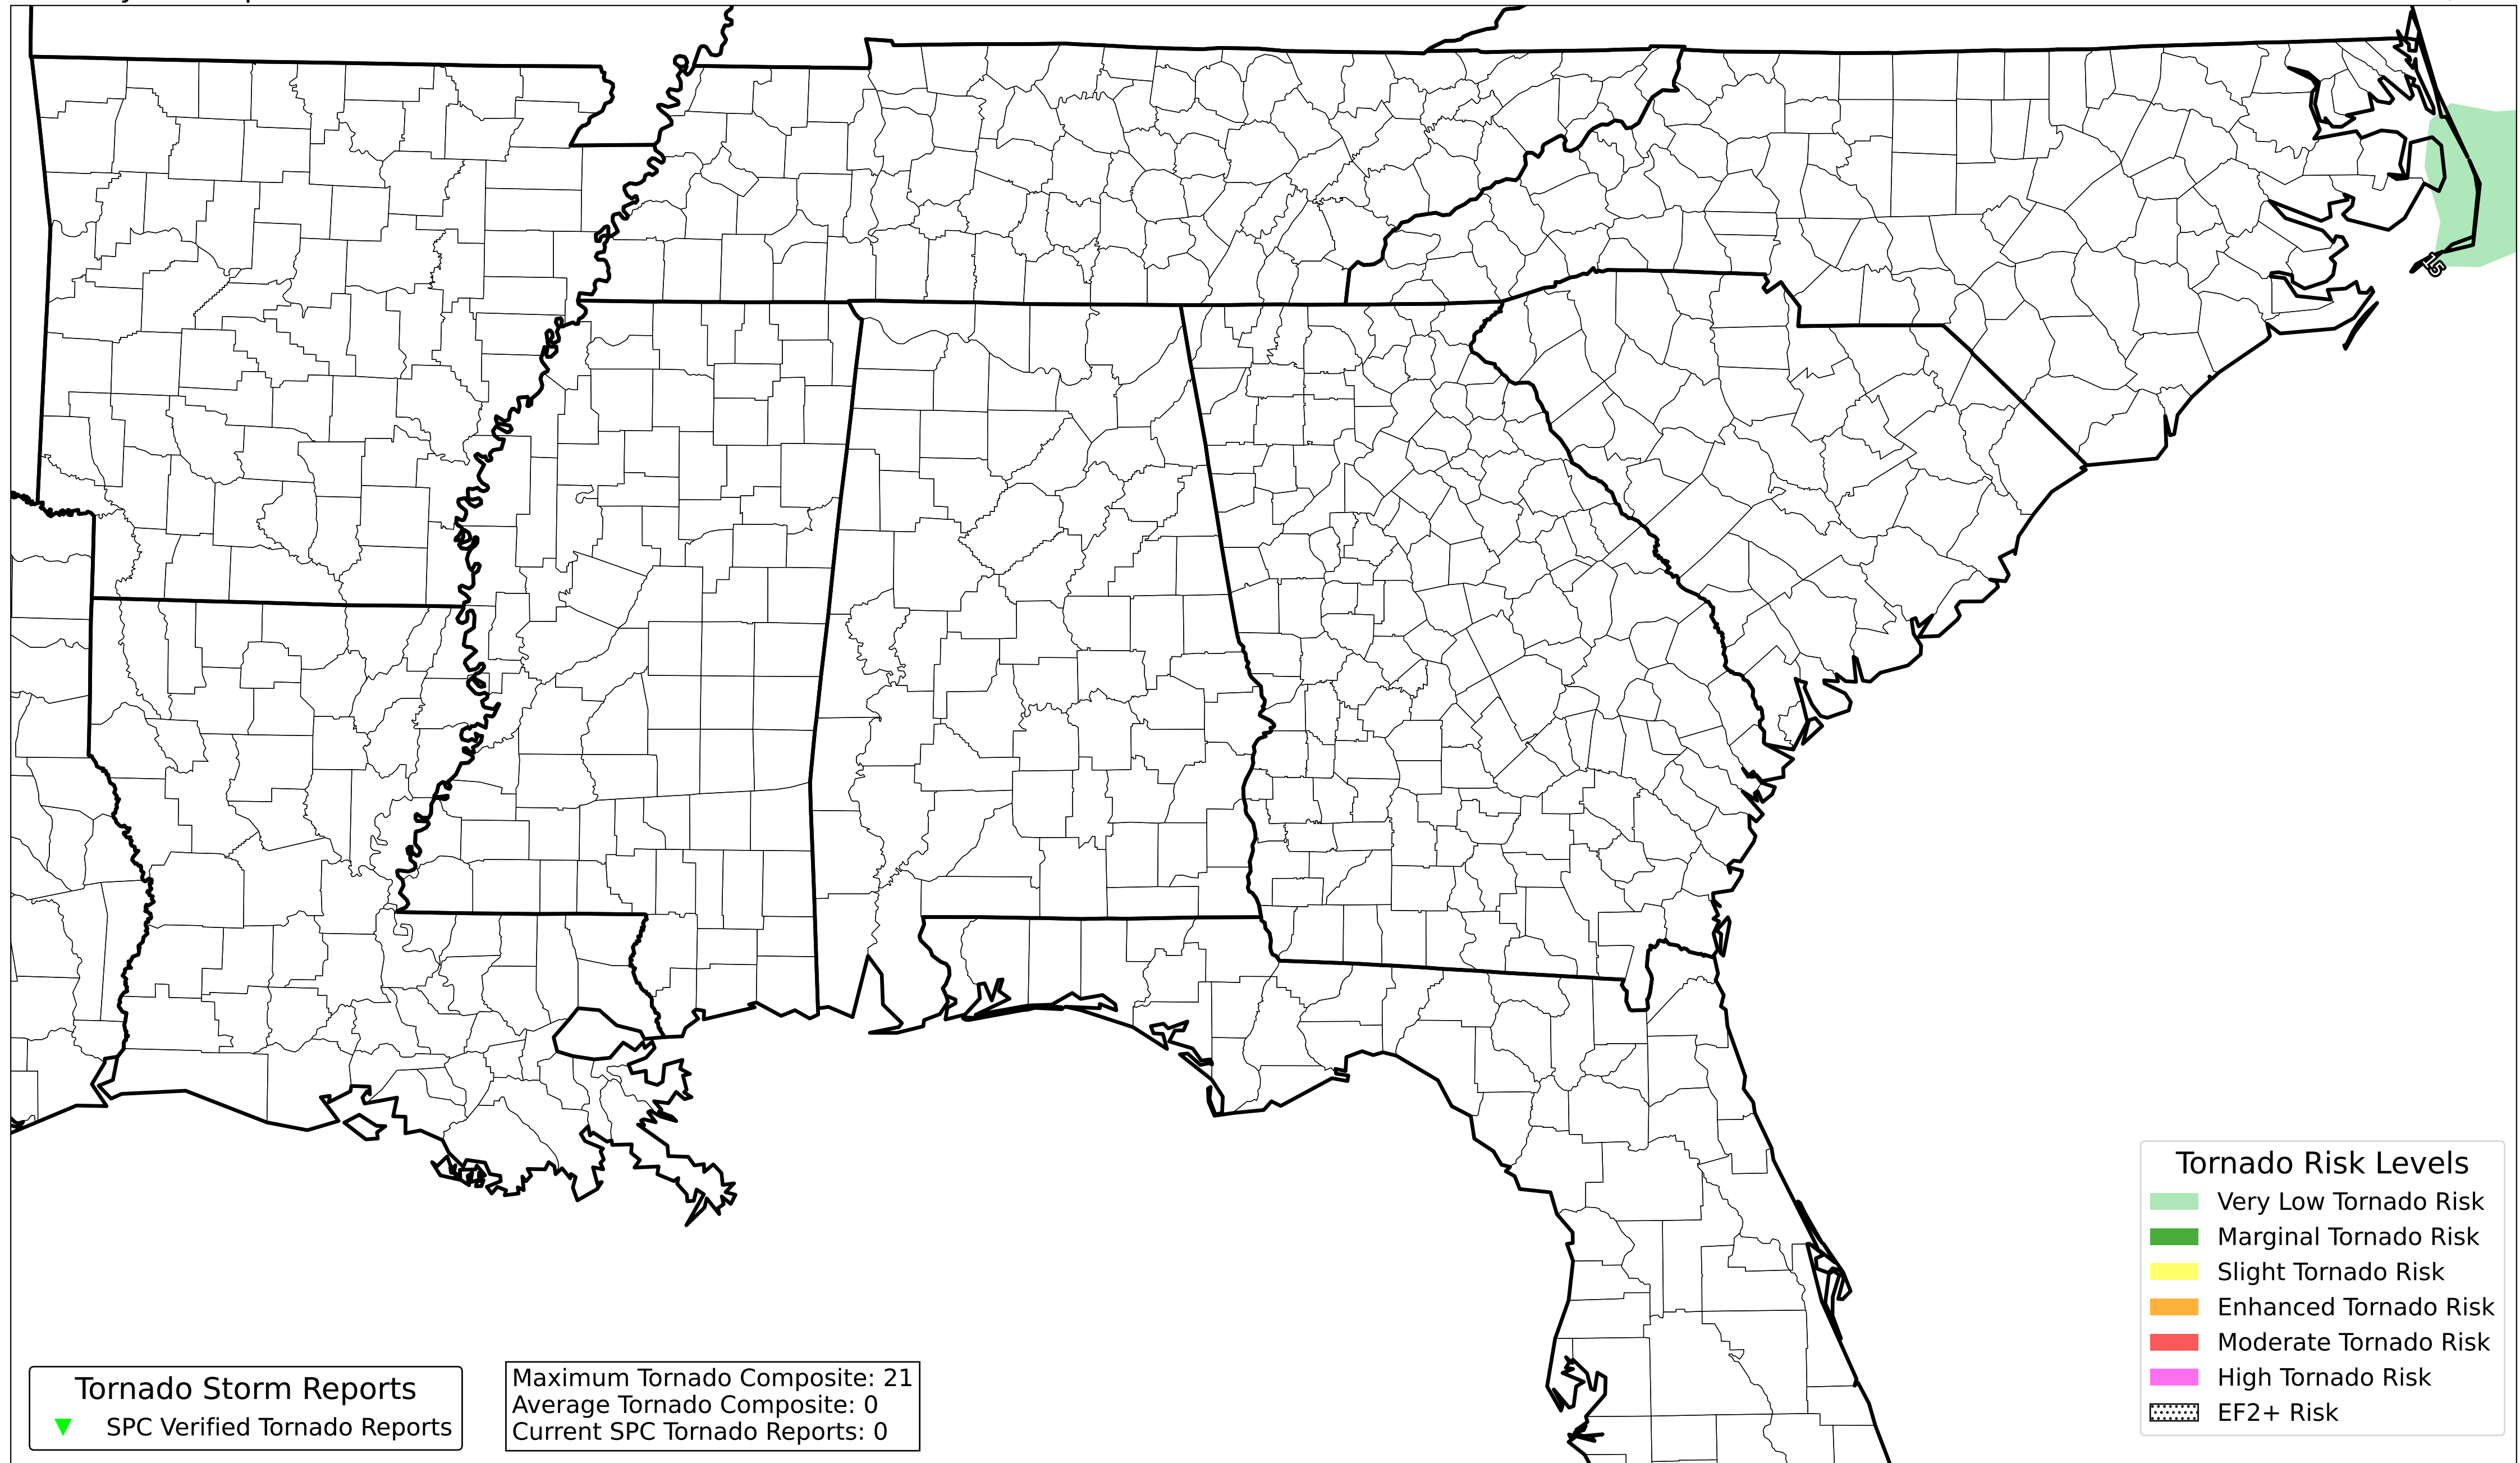 15
Tornado Risk Levels
Very Low Tornado Risk
Marginal Tornado Risk
Slight Tornado Risk
Enhanced Tornado Risk
Moderate Tornado Risk
High Tornado Risk
EF2+ Risk
Tornado Storm Reports
SPC Verified Tornado Reports
Maximum Tornado Composite: 21
Average Tornado Composite: 0
Current SPC Tornado Reports: 0